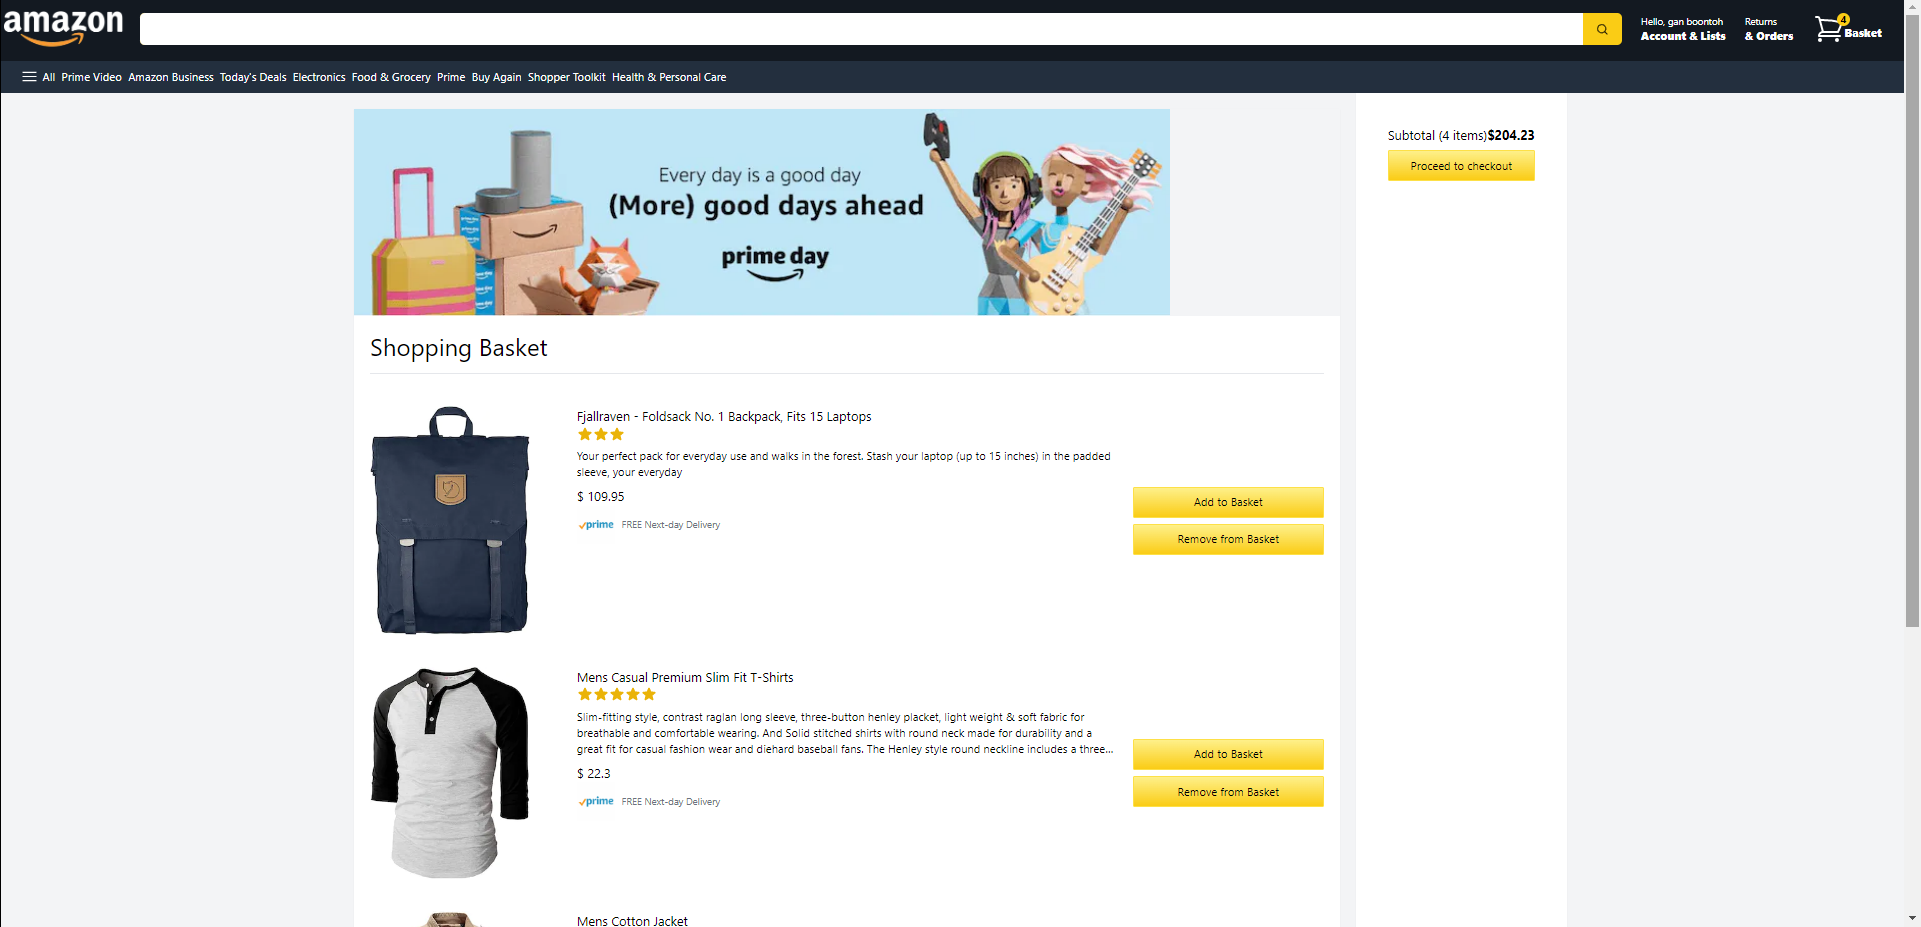 amazon
Hello, gan boontoh
Account & Lists
Returns
& Orders
4
Basket
All Prime Video Amazon Business Today's Deals Electronics Food & Grocery Prime Buy Again Shopper Toolkit Health & Personal Care
Every day is a good day
(More) good days ahead
prime day
Subtotal (4 items)$204.23
Proceed to checkout
Shopping Basket
Fjallraven - Foldsack No. 1 Backpack, Fits 15 Laptops
Your perfect pack for everyday use and walks in the forest. Stash your laptop (up to 15 inches) in the padded
sleeve, your everyday
$ 109.95
prime FREE Next-day Delivery
Add to Basket
Remove from Basket
Mens Casual Premium Slim Fit T-Shirts
Slim-fitting style, contrast raglan long sleeve, three-button henley placket, light weight & soft fabric for
breathable and comfortable wearing. And Solid stitched shirts with round neck made for durability and a
great fit for casual fashion wear and diehard baseball fans. The Henley style round neckline includes a three...
$ 22.3
prime FREE Next-day Delivery
Add to Basket
Remove from Basket
Mens Cotton Jacket